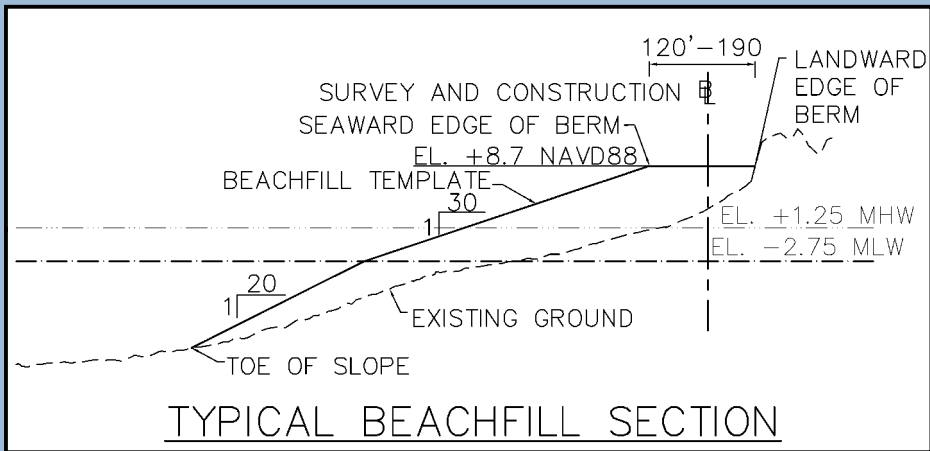 120'-190
LANDWARD
EDGE OF
BERM
SURVEY AND CONSTRUCTION ℄
SEAWARD EDGE OF BERM
EL. +8.7 NAVD88
BEACHFILL TEMPLATE
30
1
EL. +1.25 MHW
EL. -2.75 MLW
20
1
EXISTING GROUND
TOE OF SLOPE
TYPICAL BEACHFILL SECTION